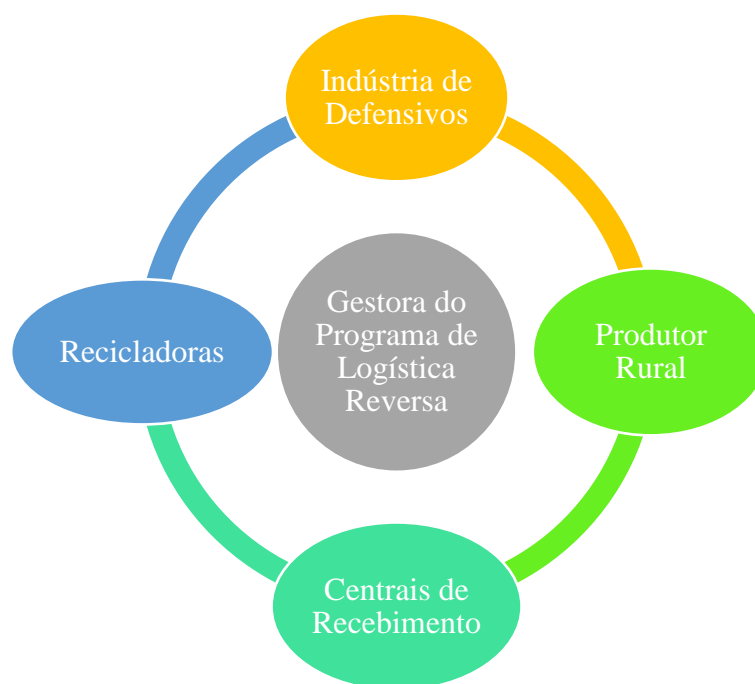 Indústria de
Defensivos
Gestora do
Programa de
Logística
Reversa
Recicladoras
Produtor
Rural
Centrais de
Recebimento